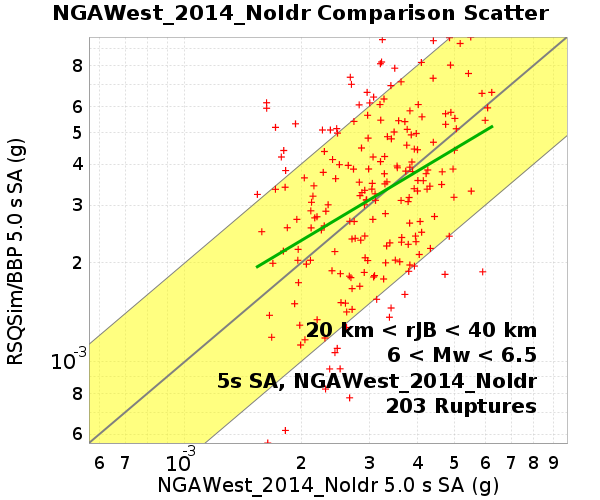 NGAWest_2014_NoIdr Comparison Scatter
8
6
5
4
3
2
10-3
8
6
RSQSim/BBP 5.0 s SA (g)
20 km < rJB < 40 km
6 < Mw < 6.5
5s SA, NGAWest_2014_NoIdr
203 Ruptures
6 7 10-3 2 3 4 5 6 7 8 9
NGAWest_2014_NoIdr 5.0 s SA (g)